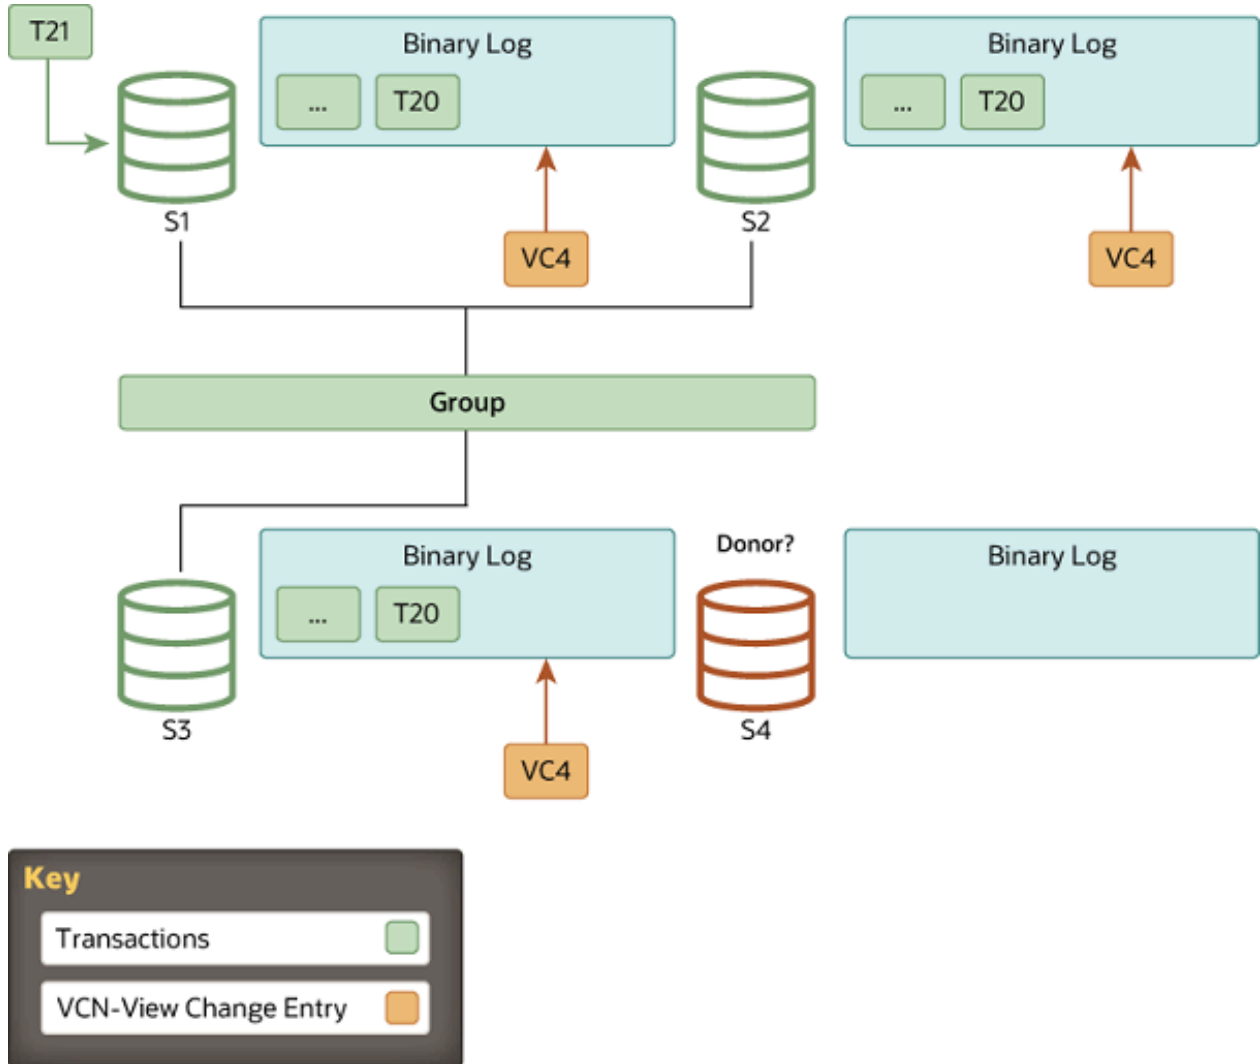 T21
Binary Log
... T20
S1
VC4
Binary Log
... T20
S2
VC4
Group
Binary Log
... T20
S3
VC4
Donor?
S4
Binary Log
Key
Transactions
VCN-View Change Entry